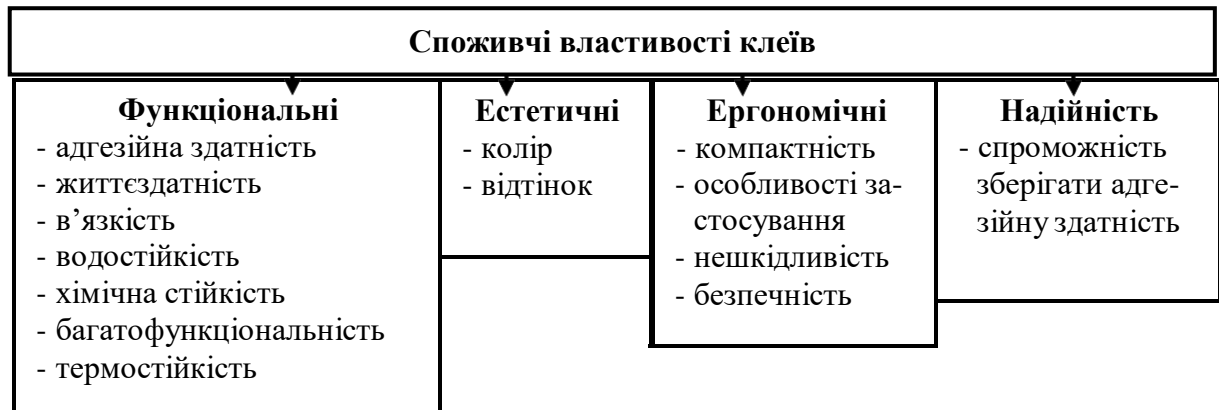 Споживчі властивості клеїв
Функціональні
- адгезійна здатність
- життєздатність
- в’язкість
- водостійкість
- хімічна стійкість
- багатофункціональність
- термостійкість
Естетичні
- колір
- відтінок
Ергономічні
- компактність
- особливості за-
стосування
- нешкідливість
- безпечність
Надійність
- спроможність
зберігати адге-
зійну здатність